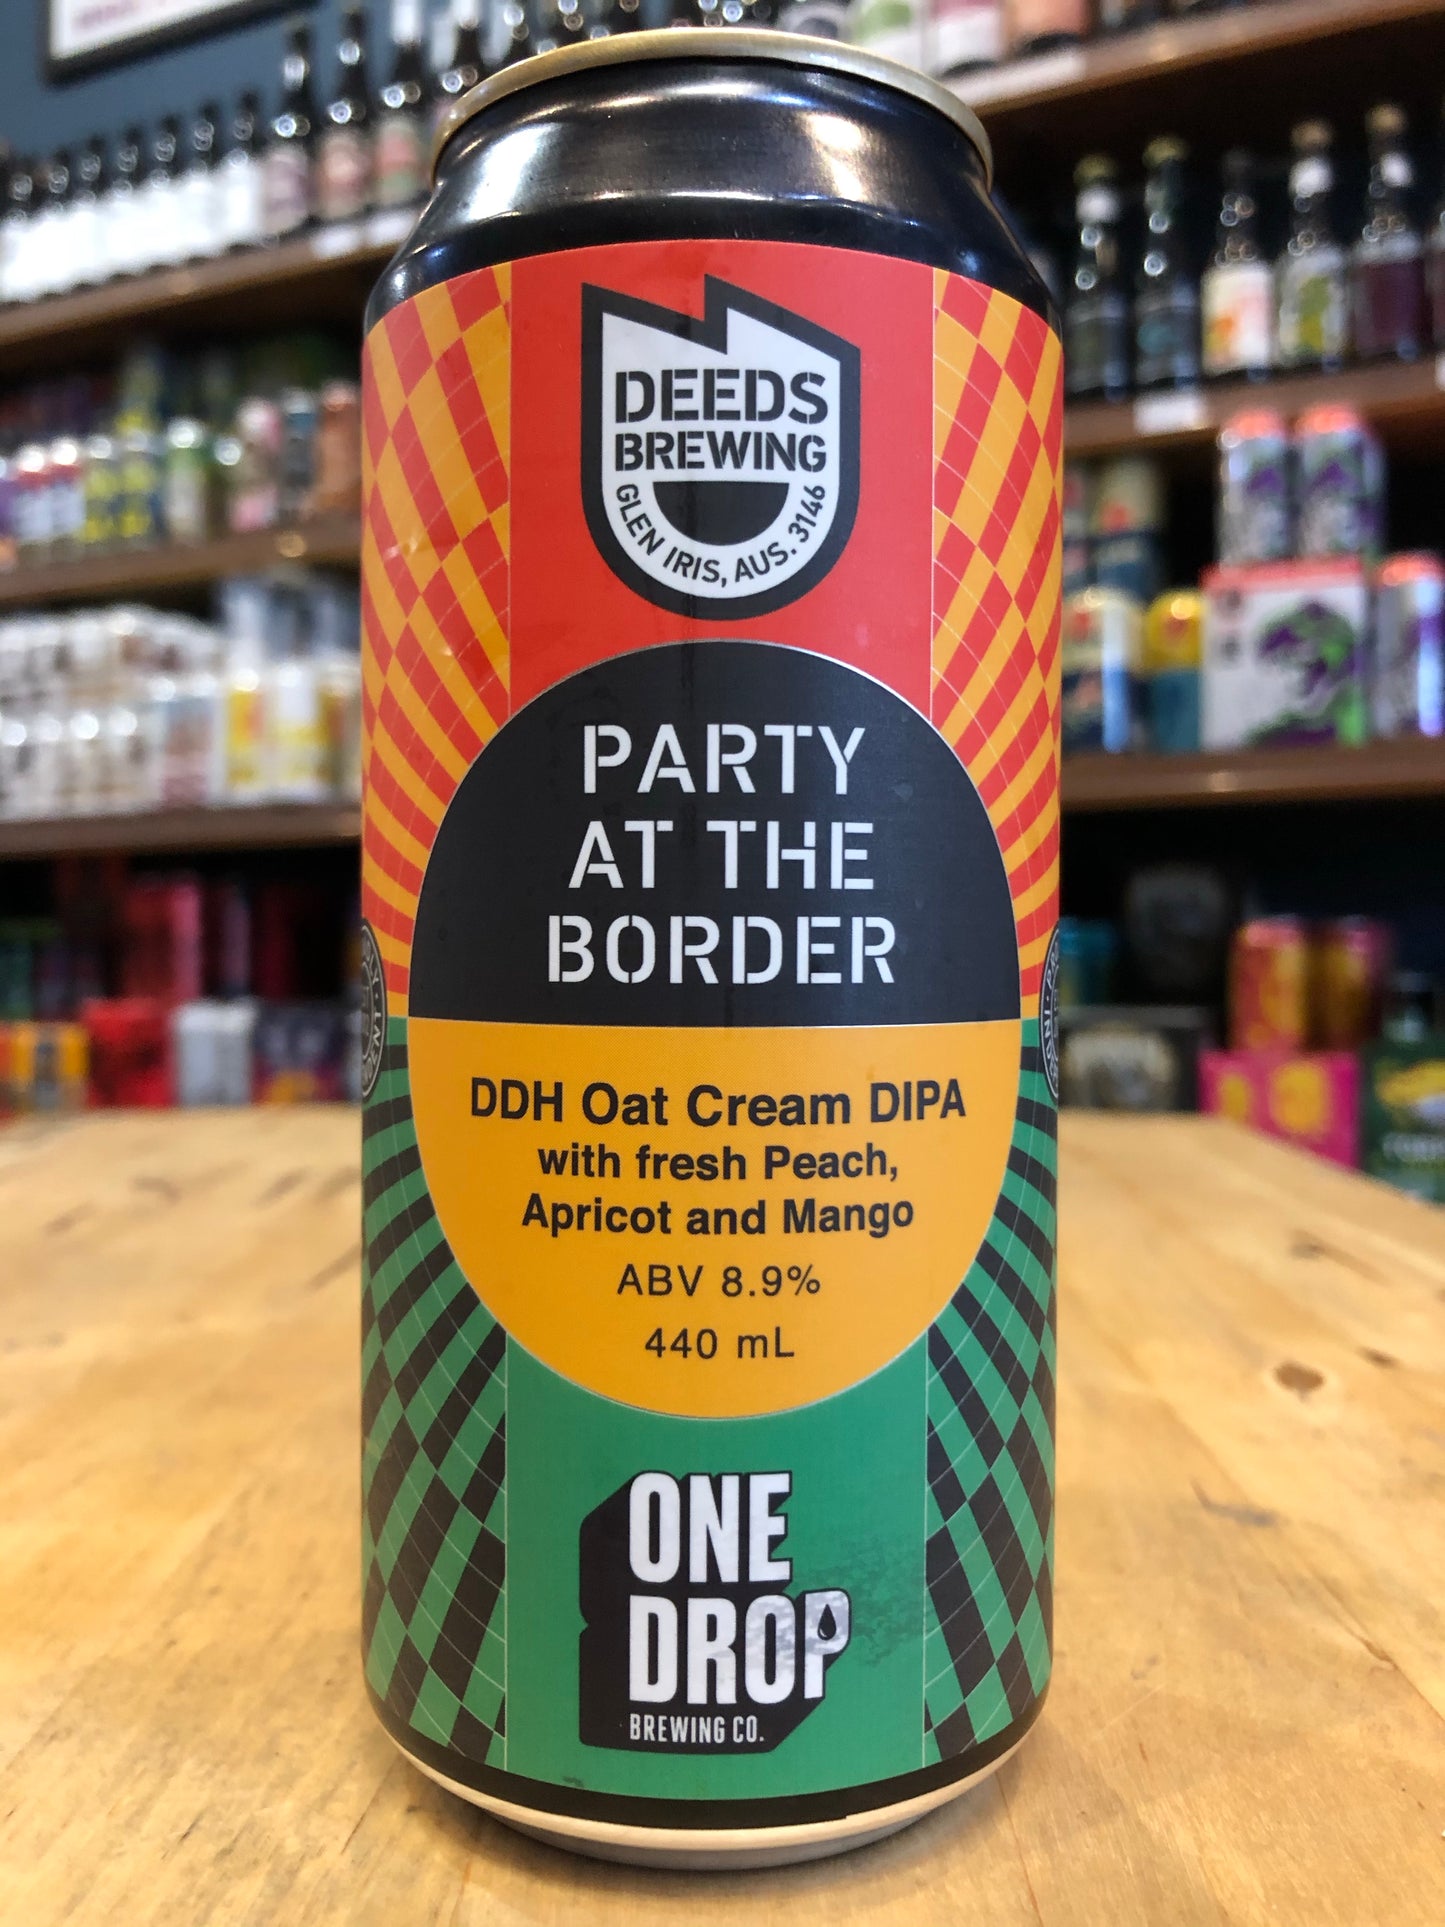 DEEDS
BREWING
GLEN IRIS, AUS. 3146
PARTY
AT THE
BORDER
DDH Oat Cream DIPA
with fresh Peach,
Apricot and Mango
ABV 8.9%
440 mL
ONE
DROP
BREWING CO.